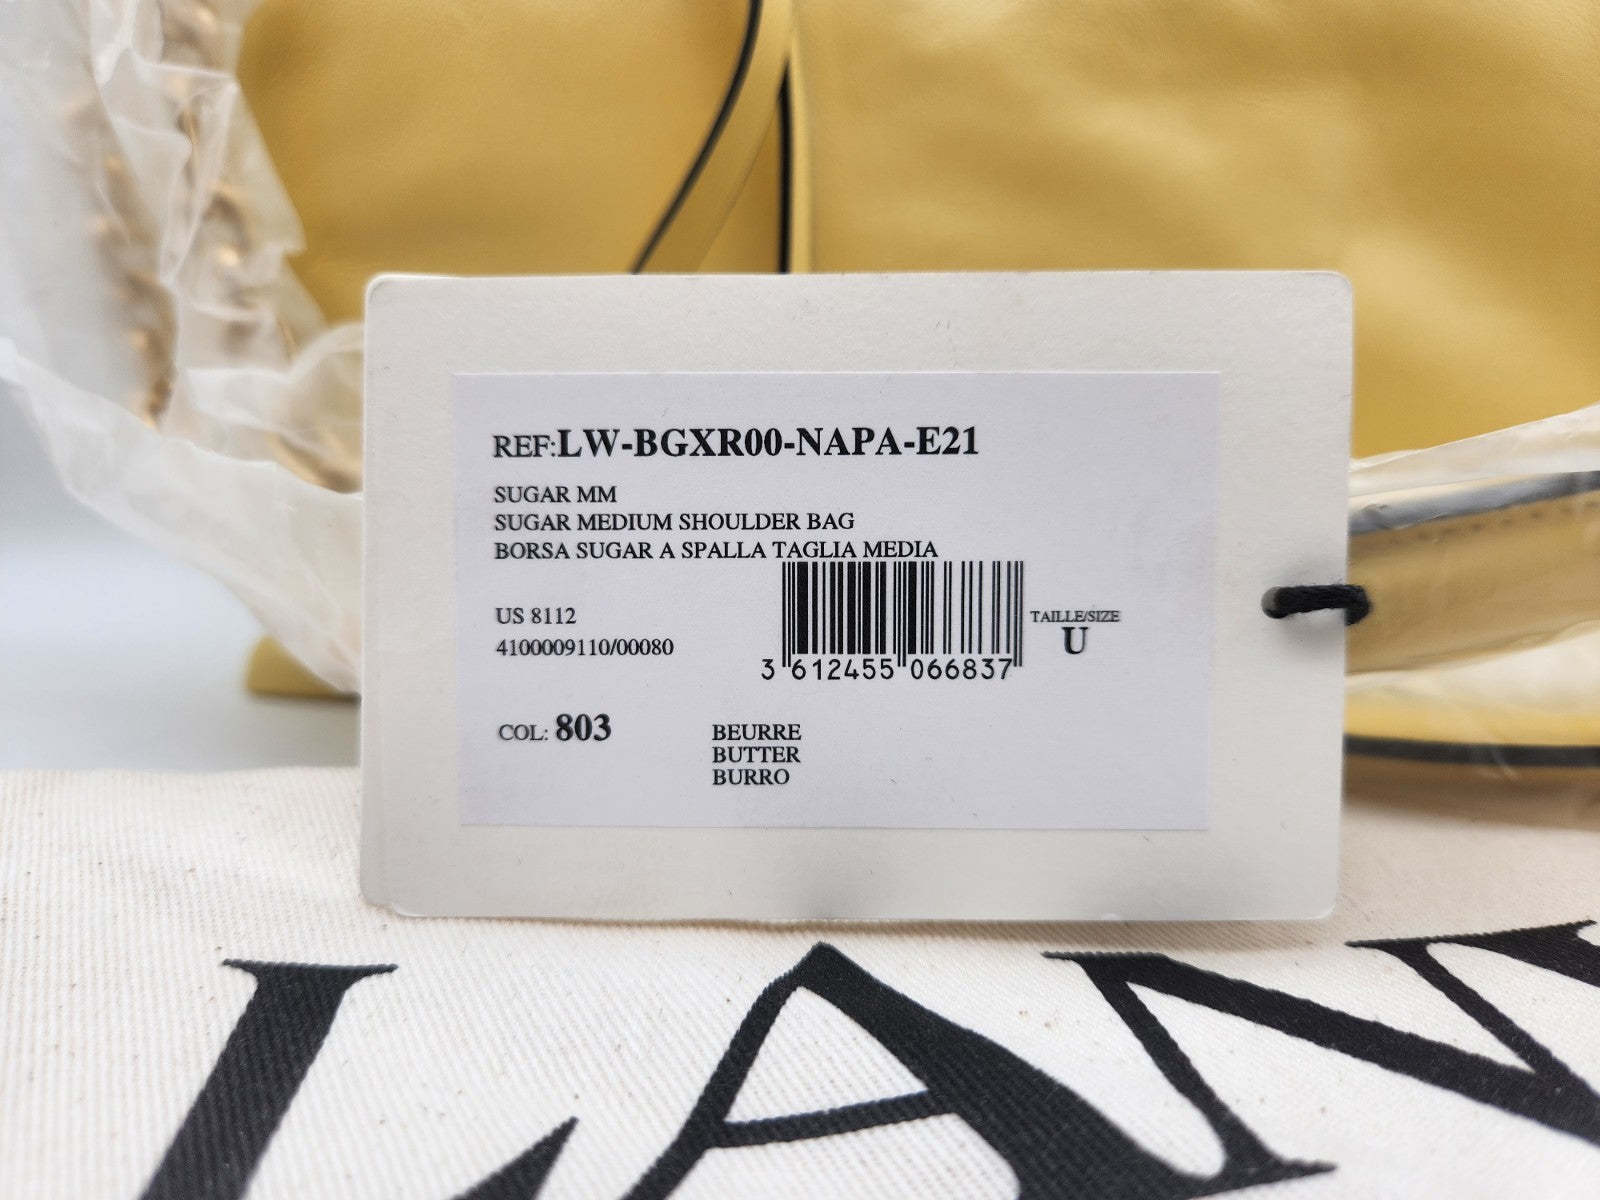 REF:LW-BGXR00-NAPA-E21
SUGAR MM
SUGAR MEDIUM SHOULDER BAG
BORSA SUGAR A SPALLA TAGLIA MEDIA
US 8112
4100009110/00080
3 612455 066837
TAILLE/SIZE
U
COL: 803
BEURRE
BUTTER
BURRO
LANV